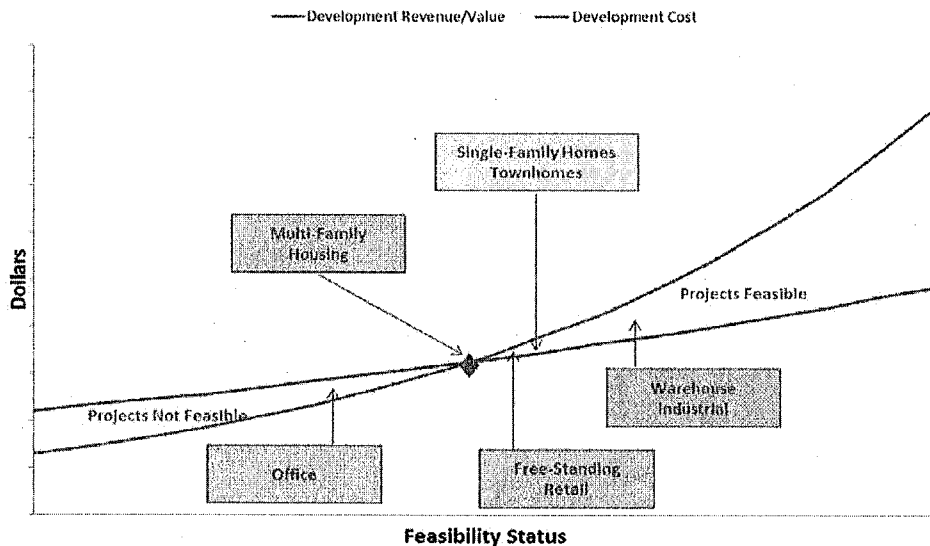 Development Revenue/Value Development Cost
Single-Family Homes
Townhomes
Multi-Family
Housing
Dollars
Projects Feasible
Projects Not Feasible
Warehouse
Industrial
Office
Free-Standing
Retail
Feasibility Status